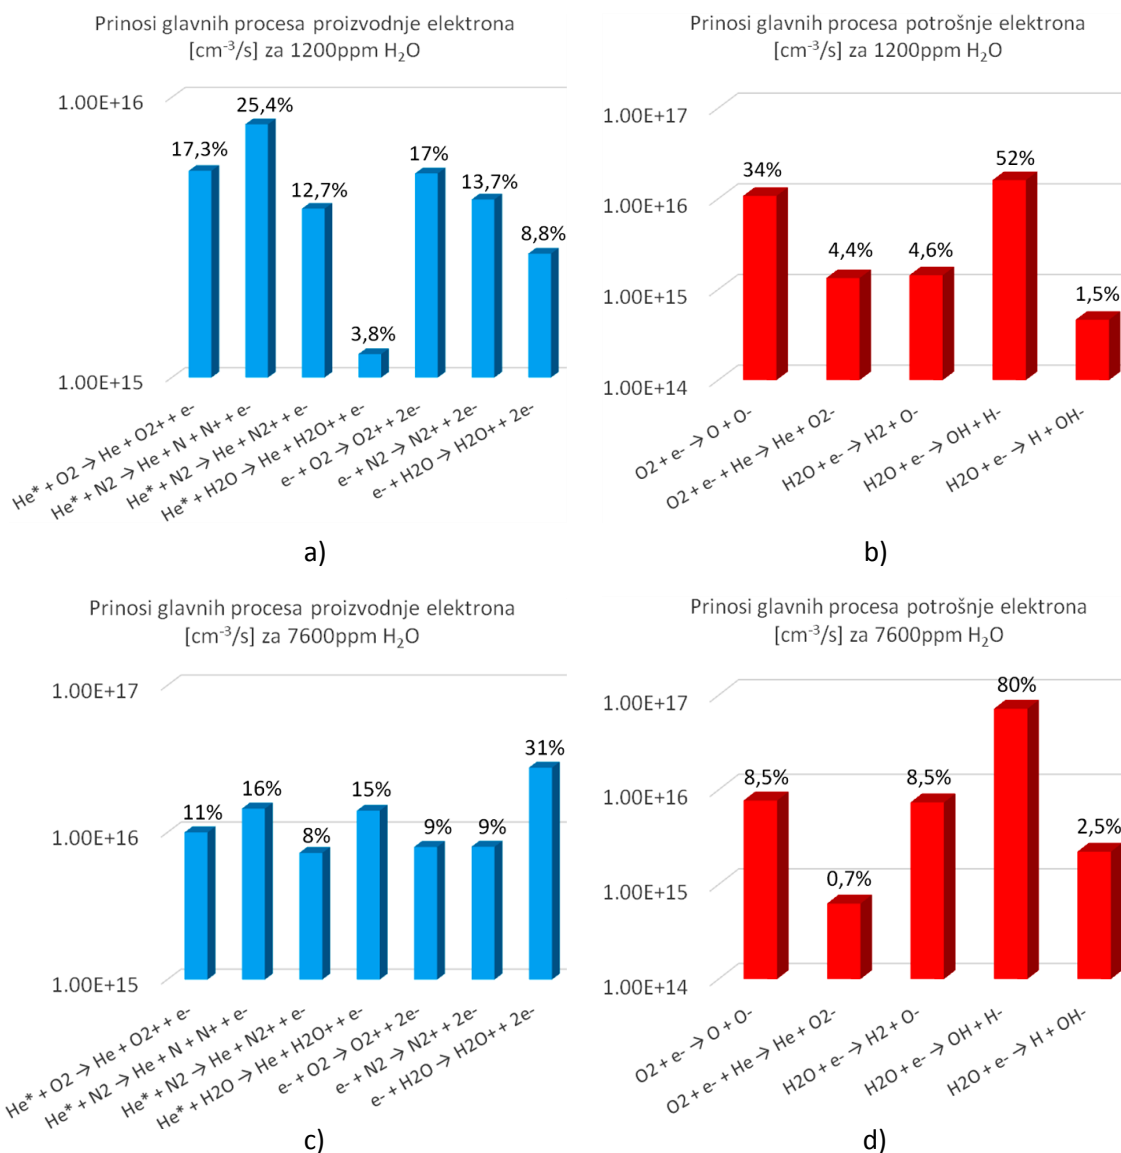 Prinosi glavnih procesa proizvodnje elektrona
[cm⁻³/s] za 1200ppm H₂O
1.00E+16
1.00E+15
17,3%
25,4%
12,7%
3,8%
17%
13,7%
8,8%
He* + O2 → He + O2+ + e-
He* + N2 → He + N + N+ + e-
He* + N2 → He + N2+ + e-
He* + H2O → He + H2O+ + e-
e- + O2 → O2+ + 2e-
e- + N2 → N2+ + 2e-
e- + H2O → H2O+ + 2e-
a)
Prinosi glavnih procesa potrošnje elektrona
[cm⁻³/s] za 1200ppm H₂O
1.00E+17
1.00E+16
1.00E+15
1.00E+14
34%
4,4%
4,6%
52%
1,5%
O2 + e- → O + O-
O2 + e- + He → He + O2-
H2O + e- → H2 + O-
H2O + e- → OH + H-
H2O + e- → H + OH-
b)
Prinosi glavnih procesa proizvodnje elektrona
[cm⁻³/s] za 7600ppm H₂O
1.00E+17
1.00E+16
1.00E+15
11%
16%
8%
15%
9%
9%
31%
He* + O2 → He + O2+ + e-
He* + N2 → He + N + N+ + e-
He* + N2 → He + N2+ + e-
He* + H2O → He + H2O+ + e-
e- + O2 → O2+ + 2e-
e- + N2 → N2+ + 2e-
e- + H2O → H2O+ + 2e-
c)
Prinosi glavnih procesa potrošnje elektrona
[cm⁻³/s] za 7600ppm H₂O
1.00E+17
1.00E+16
1.00E+15
1.00E+14
8,5%
0,7%
8,5%
80%
2,5%
O2 + e- → O + O-
O2 + e- + He → He + O2-
H2O + e- → H2 + O-
H2O + e- → OH + H-
H2O + e- → H + OH-
d)